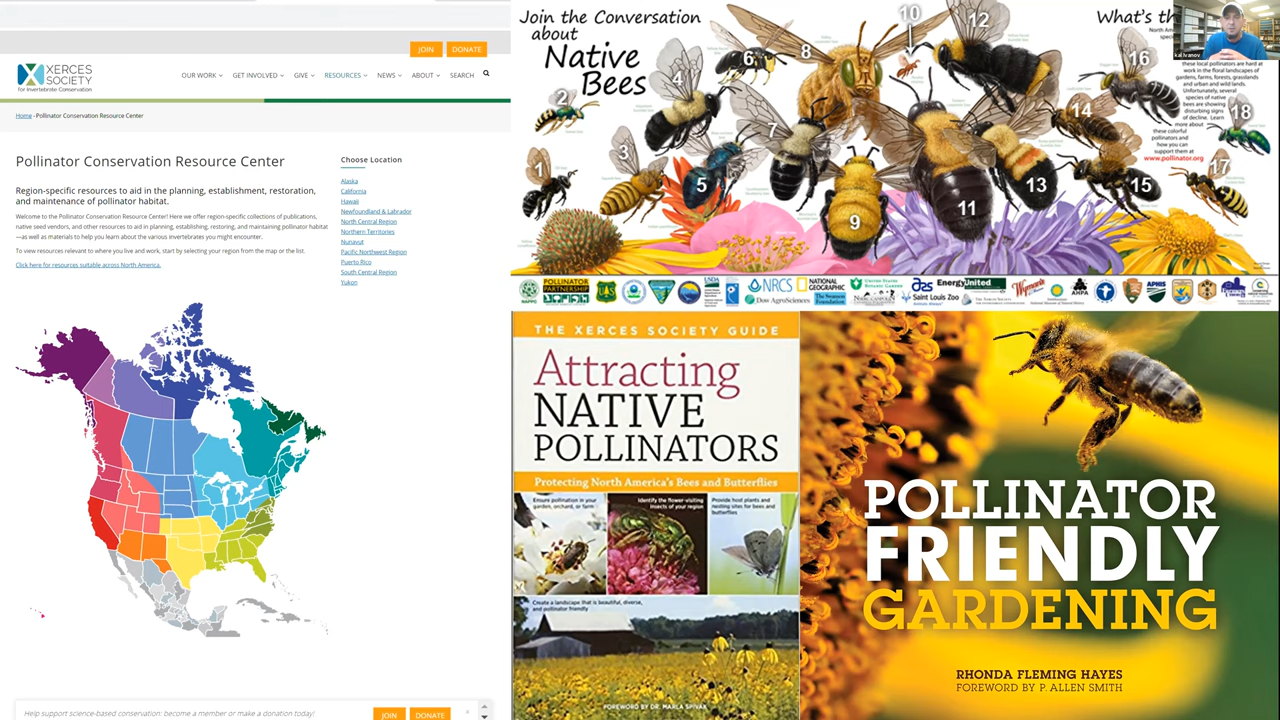 JOIN
DONATE
XERCES
SOCIETY
For Invertebrate Conservation
OUR WORK
GET INVOLVED
GIVE
RESOURCES
NEWS
ABOUT
SEARCH
Home - Pollinator Conservation Resource Center
Pollinator Conservation Resource Center
Region-specific resources to aid in the planning, establishment, restoration,
and maintenance of pollinator habitat.
Welcome to the Pollinator Conservation Resource Center! Here we offer region-specific collections of publications,
native seed vendors, and other resources to aid in planning, establishing, restoring, and maintaining pollinator habitat
—as well as materials to help you learn about the various invertebrates you might encounter.
To view resources relevant to where you live and work, start by selecting your region from the map or the list.
Click here for resources suitable across North America.
Choose Location
Alaska
California
Hawaii
Newfoundland & Labrador
North Central Region
Northern Territories
Nunavut
Pacific Northwest Region
Puerto Rico
South Central Region
Yukon
Help support science-based conservation: become a member or make a donation today!
JOIN
DONATE
Join the Conversation
about
Native
Bees
What's th
kal ivanov
these local pollinators are hard at
work in the floral landscapes of
gardens, farms, forests, grasslands
and urban and wild lands.
Unfortunately, several
species of native
bees are showing
disturbing signs
of decline. Learn
more about
these colorful
pollinators and
how you can
support them at
www.pollinator.org
1
2
3
4
5
6
7
8
9
10
11
12
13
14
15
16
17
18
NAPPC
POLLINATOR
PARTNERSHIP
USDA
NRCS
Dow AgroSciences
NATIONAL
GEOGRAPHIC
The Swanson
Foundation
UNITED STATES
BOTANIC GARDEN
Saint Louis Zoo
EnergyUnited
AHPA
APHIS
THE XERCES SOCIETY GUIDE
Attracting
NATIVE
POLLINATORS
Protecting North America's Bees and Butterflies
Ensure pollination in your
garden, orchard, or farm
Identify the flower-visiting
insects of your region
Provide host plants and
nesting sites for bees and
butterflies
Create a landscape that is beautiful, diverse,
and pollinator friendly
FOREWORD BY DR. MARLA SPIVAK
POLLINATOR
FRIENDLY
GARDENING
RHONDA FLEMING HAYES
FOREWORD BY P. ALLEN SMITH